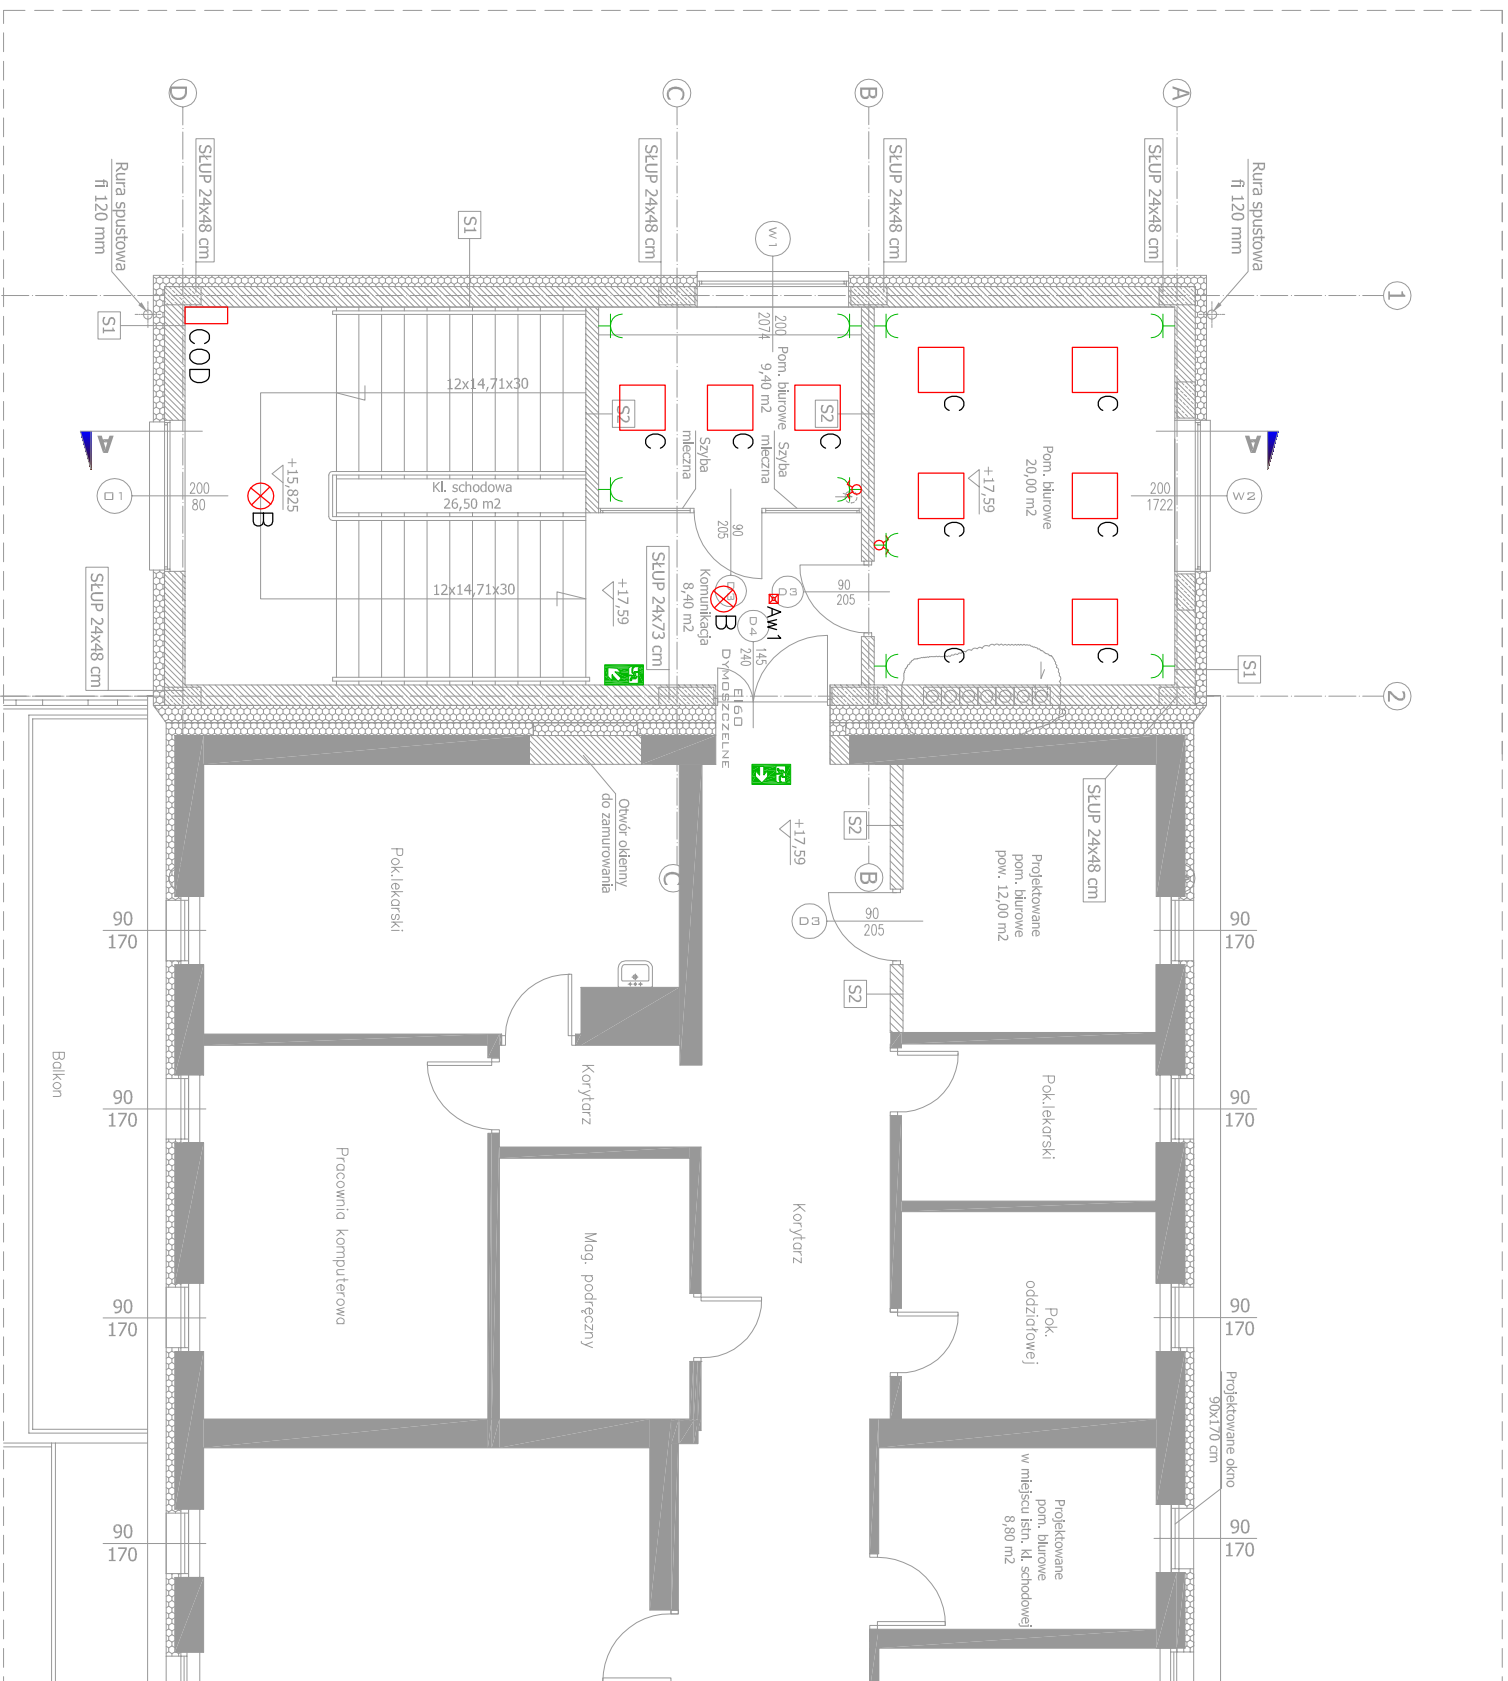 D
C
B
A
1
2
SŁUP 24x48 cm
SŁUP 24x48 cm
SŁUP 24x48 cm
SŁUP 24x48 cm
Rura spustowa
fi 120 mm
Rura spustowa
fi 120 mm
S1
W1
S1
COD
200
2074
Pom. biurowe
9,40 m2
12x14,71x30
S2
S2
C
C
C
C
C
C
C
C
C
Szyba
mleczna
Szyba
mleczna
A
A
Pom. biurowe
20,00 m2
+17,59
W2
200
1722
O1
200
80
+15,825
B
Kl. schodowa
26,50 m2
90
205
12x14,71x30
+17,59
SŁUP 24x73 cm
Komunikacja
8,40 m2
B
D3
90
205
Aw1
D4
145
240
EI60
DYMOSZCZELNE
SŁUP 24x48 cm
S1
SŁUP 24x48 cm
Otwór okienny
do zamurowania
C
B
+17,59
S2
Projektowane
pom. biurowe
pow. 12,00 m2
Pok.lekarski
D3
90
205
S2
90
170
90
170
Balkon
Korytarz
Pok.lekarski
90
170
90
170
Pracownia komputerowa
Mag. podręczny
Korytarz
Pok.
oddziałowej
90
170
90
170
Projektowane okno
90x170 cm
Projektowane
pom. biurowe
w miejscu istn. kl. schodowej
8,80 m2
90
170
90
170